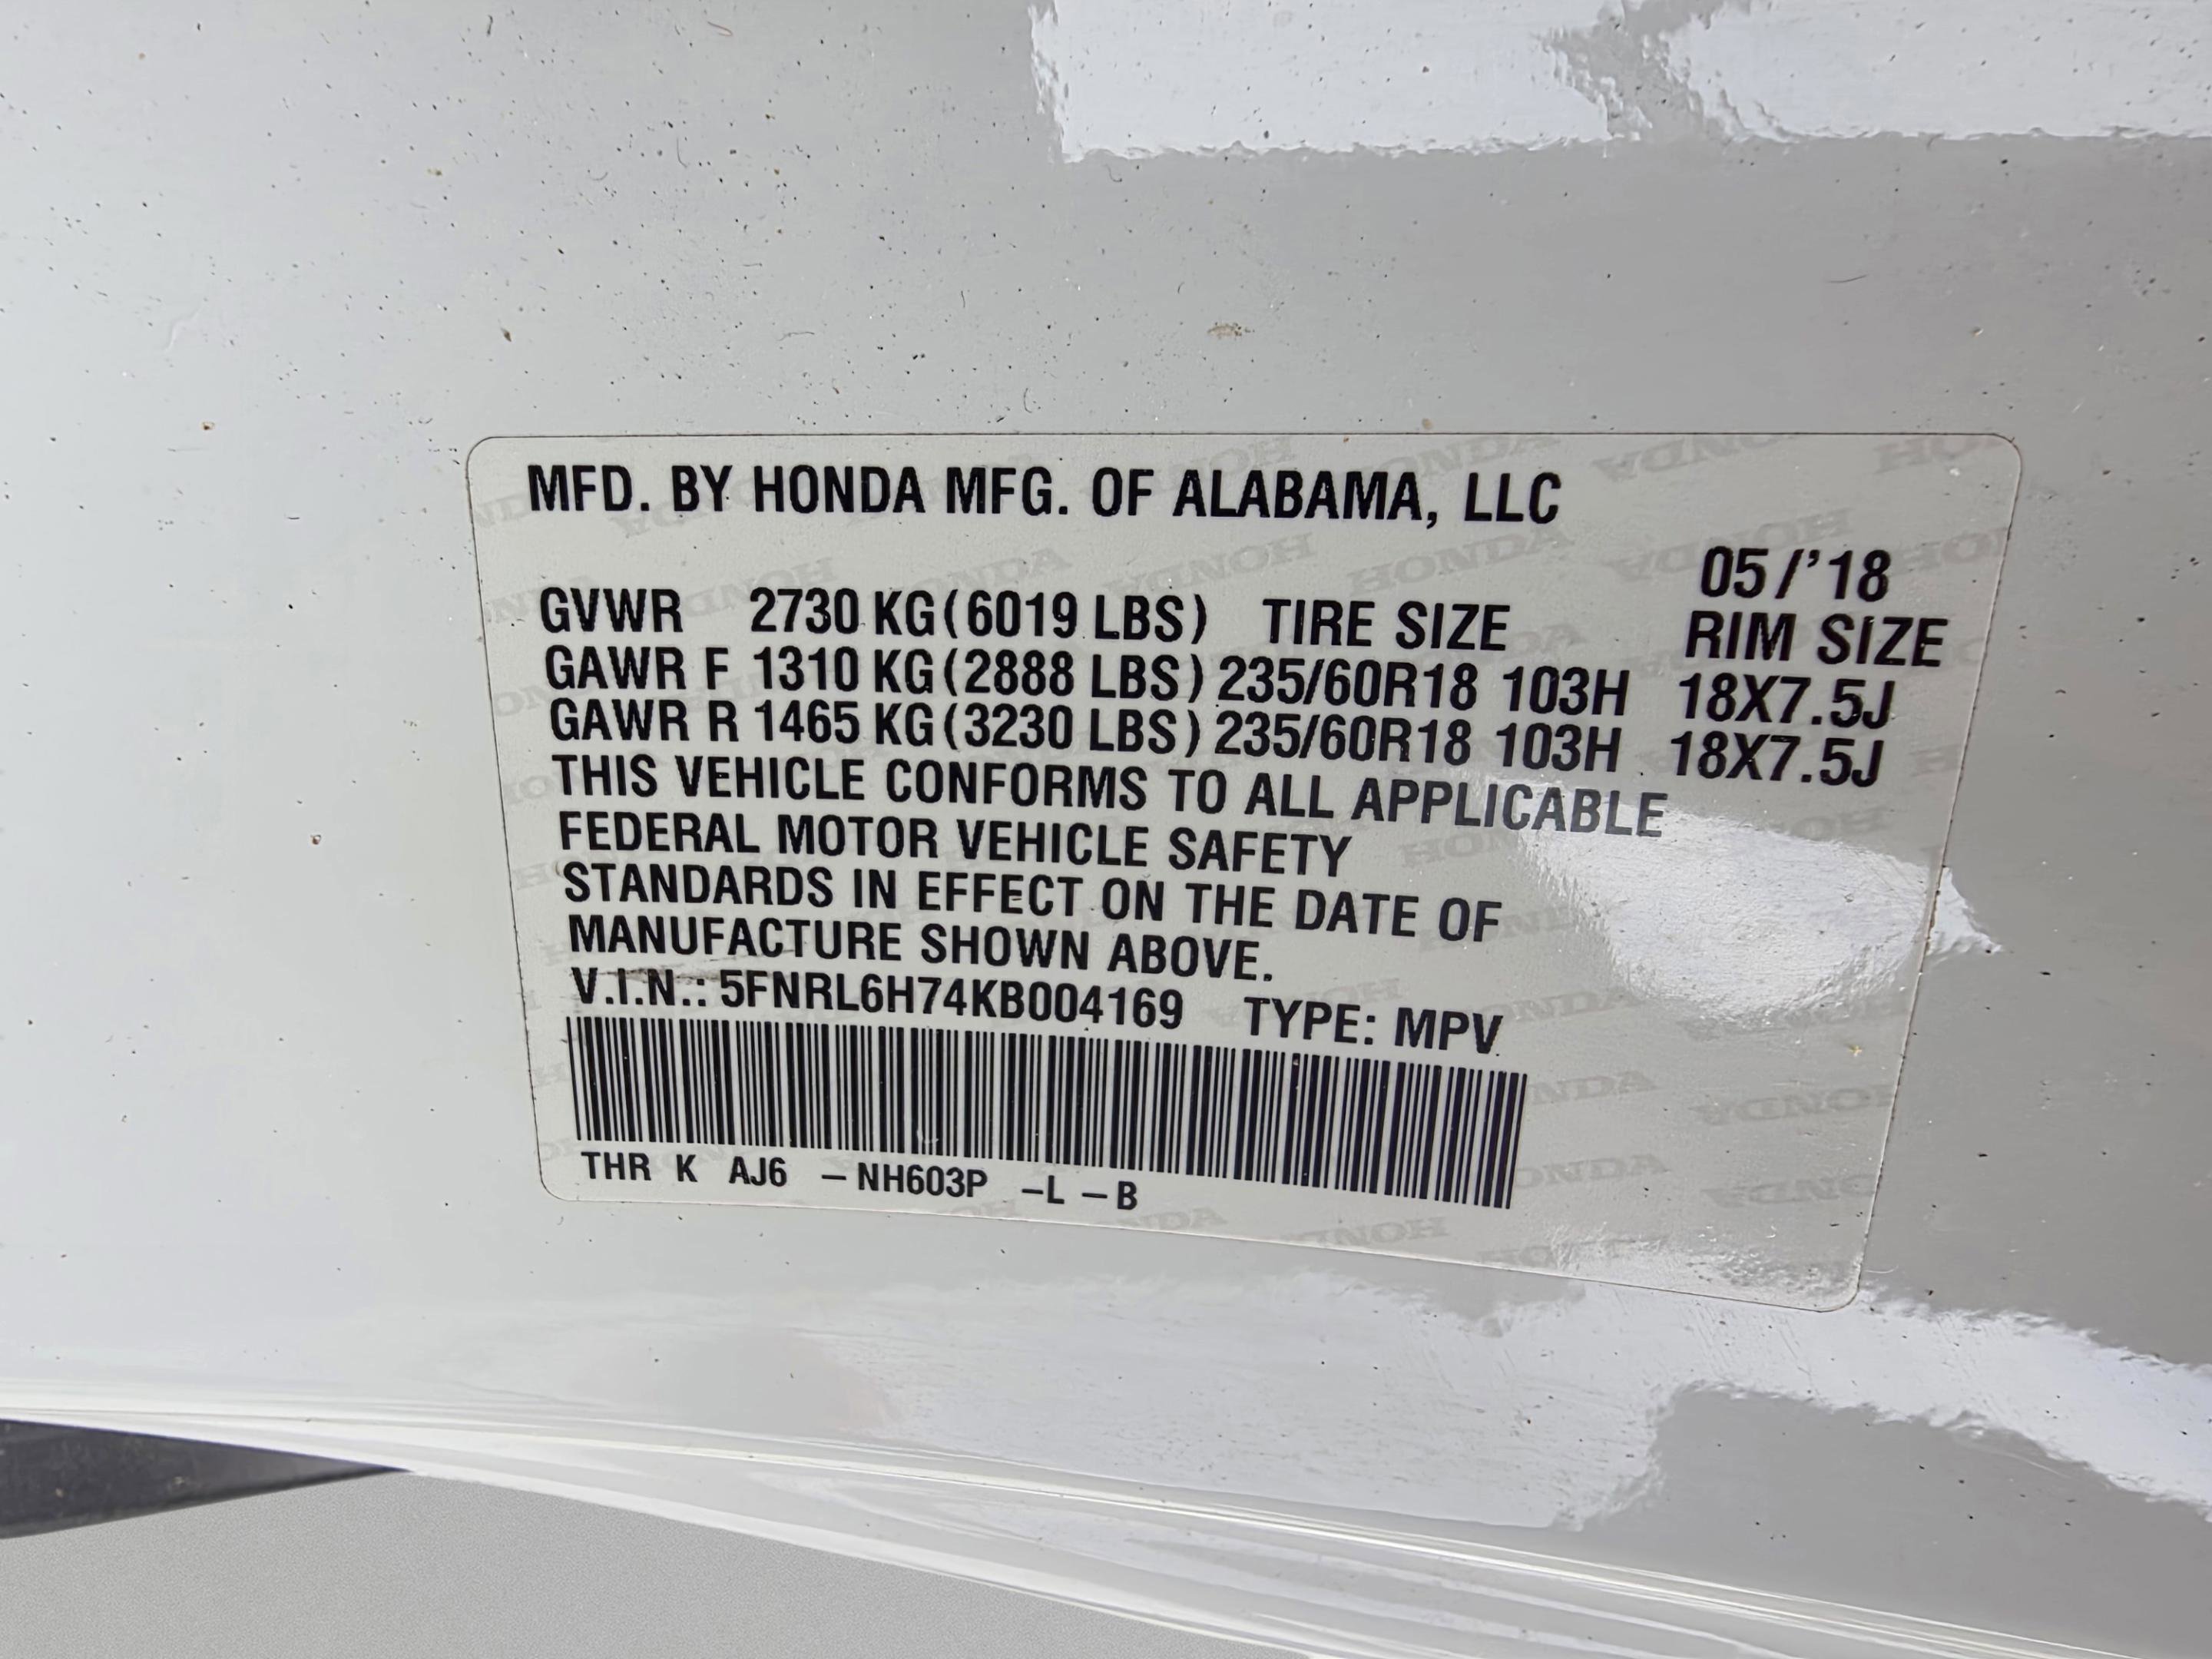 MFD. BY HONDA MFG. OF ALABAMA, LLC
05/'18
GVWR 2730 KG (6019 LBS) TIRE SIZE RIM SIZE
GAWR F 1310 KG (2888 LBS) 235/60R18 103H 18X7.5J
GAWR R 1465 KG (3230 LBS) 235/60R18 103H 18X7.5J
THIS VEHICLE CONFORMS TO ALL APPLICABLE
FEDERAL MOTOR VEHICLE SAFETY
STANDARDS IN EFFECT ON THE DATE OF
MANUFACTURE SHOWN ABOVE.
V.I.N.: 5FNRL6H74KB004169 TYPE: MPV
THR K AJ6 –NH603P –L –B